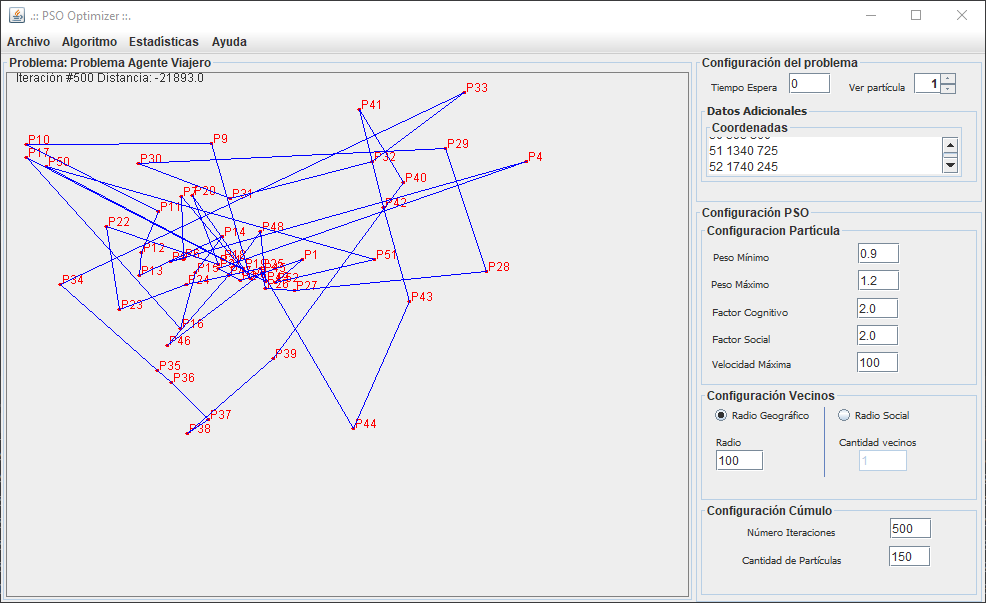 .:: PSO Optimizer ::.
Archivo Algoritmo Estadísticas Ayuda
Problema: Problema Agente Viajero
Iteración #500 Distancia: -21893.0
P33
P41
P10
P9
P29
P17
P30
P32
P4
P50
P40
P7
P20
P31
P42
P11
P22
P48
P14
P12
P1
P51
P13
P15
P28
P34
P24
P27
P43
P23
P16
P46
P39
P35
P36
P37
P38
P44
Configuración del problema
Tiempo Espera 0 Ver partícula 1
Datos Adicionales
Coordenadas
51 1340 725
52 1740 245
Configuración PSO
Configuracion Partícula
Peso Mínimo 0.9
Peso Máximo 1.2
Factor Cognitivo 2.0
Factor Social 2.0
Velocidad Máxima 100
Configuración Vecinos
Radio Geográfico Radio Social
Radio Cantidad vecinos
100 1
Configuración Cúmulo
Número Iteraciones 500
Cantidad de Partículas 150